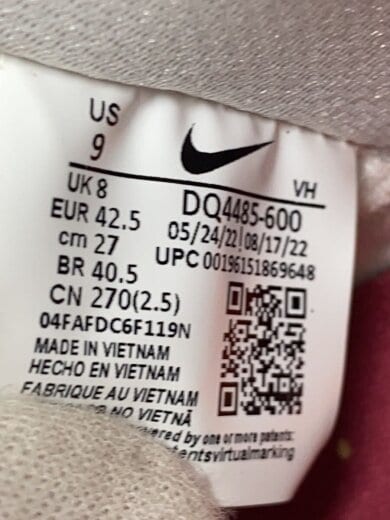 US
9
VH
UK 8
DQ4485-600
EUR 42.5
05/24/22|08/17/22
cm 27
UPC 00196151869648
BR 40.5
CN 270(2.5)
04FAFDC6F119N
MADE IN VIETNAM
HECHO EN VIETNAM
FABRIQUE AU VIETNAM
NO VIETNÃ
by one or more patents: